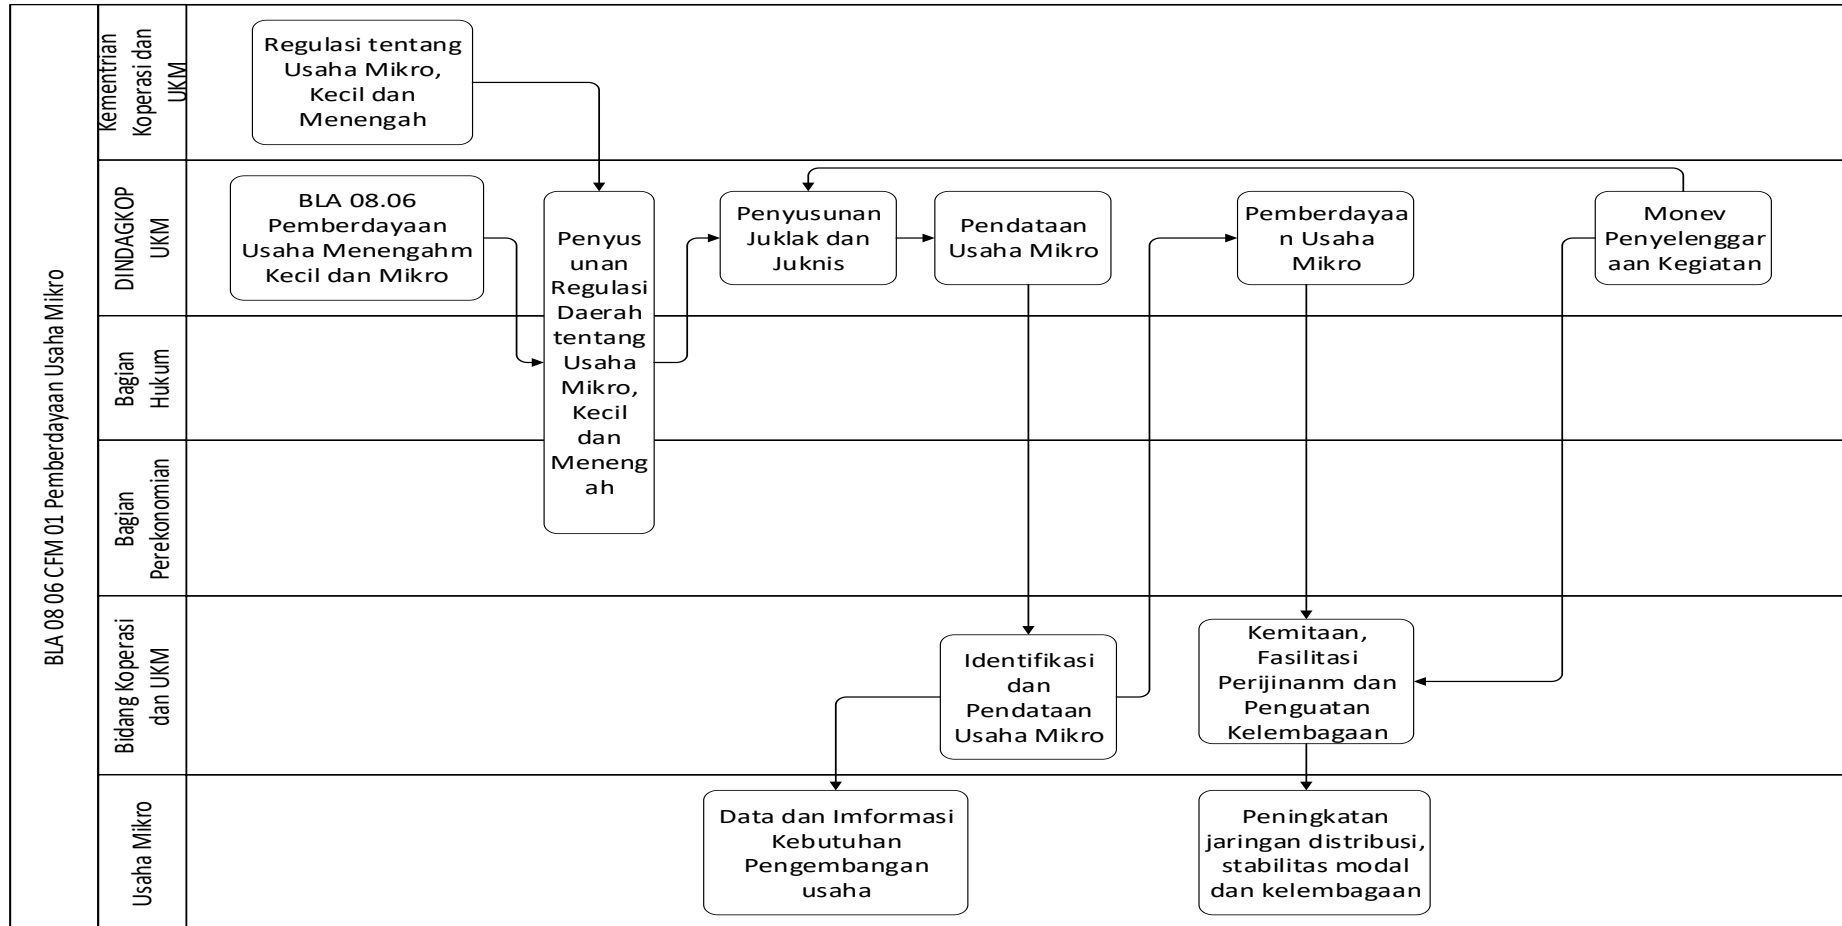 BLA 08 06 CFM 01 Pemberdayaan Usaha Mikro
Kementrian
Koperasi dan
UKM
Regulasi tentang
Usaha Mikro,
Kecil dan
Menengah
DINDAGKOP
UKM
BLA 08.06
Pemberdayaan
Usaha Menengahm
Kecil dan Mikro
Penyus
unan
Regulasi
Daerah
tentang
Usaha
Mikro,
Kecil
dan
Meneng
ah
Penyusunan
Juklak dan
Juknis
Pendataan
Usaha Mikro
Pemberdayaa
n Usaha
Mikro
Monev
Penyelenggar
aan Kegiatan
Bagian
Hukum
Bagian
Perekonomian
Bidang Koperasi
dan UKM
Identifikasi
dan
Pendataan
Usaha Mikro
Kemitaan,
Fasilitasi
Perijinanm dan
Penguatan
Kelembagaan
Usaha Mikro
Data dan Imformasi
Kebutuhan
Pengembangan
usaha
Peningkatan
jaringan distribusi,
stabilitas modal
dan kelembagaan